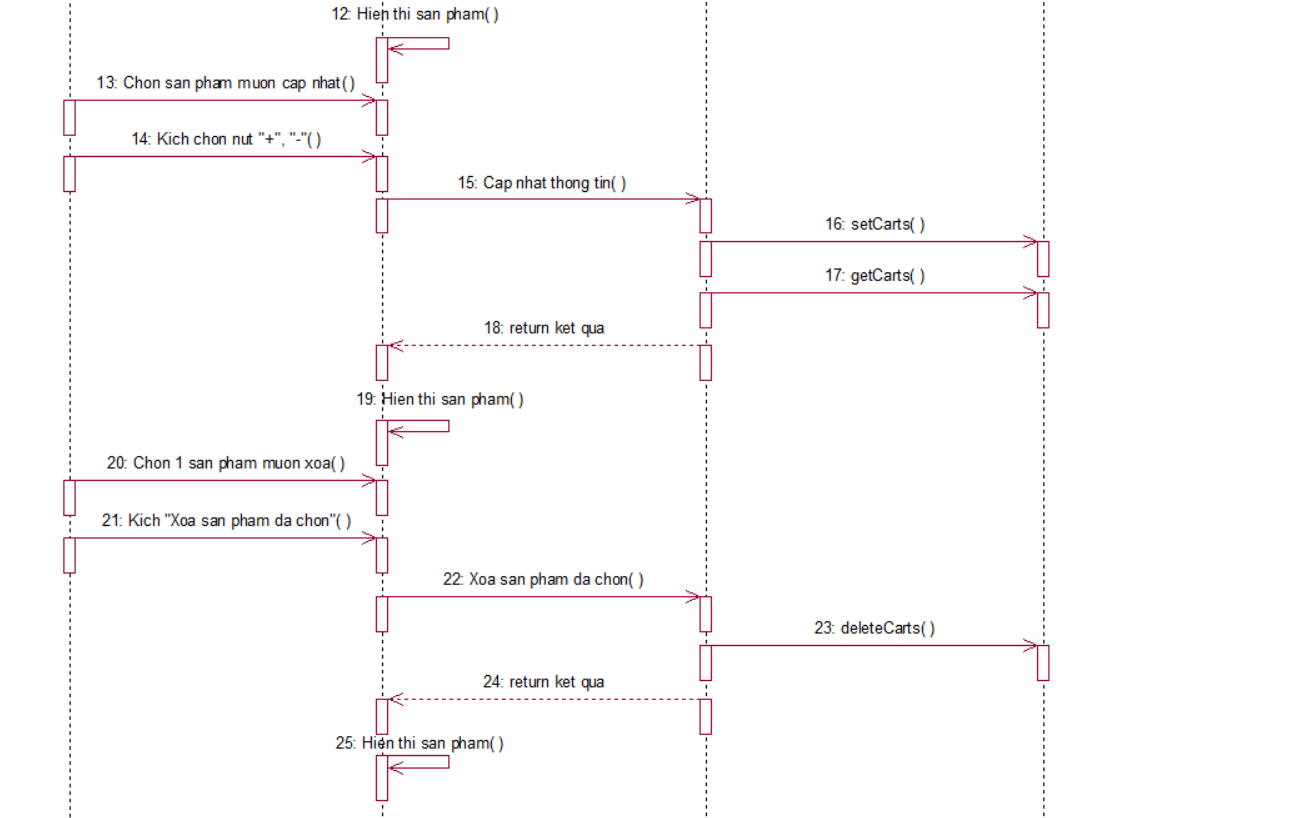 12: Hien thi san pham( )
13: Chon san pham muon cap nhat( )
14: Kich chon nut "+", "-"( )
15: Cap nhat thong tin( )
16: setCarts( )
17: getCarts( )
18: return ket qua
19: Hien thi san pham( )
20: Chon 1 san pham muon xoa( )
21: Kich "Xoa san pham da chon"( )
22: Xoa san pham da chon( )
23: deleteCarts( )
24: return ket qua
25: Hien thi san pham( )